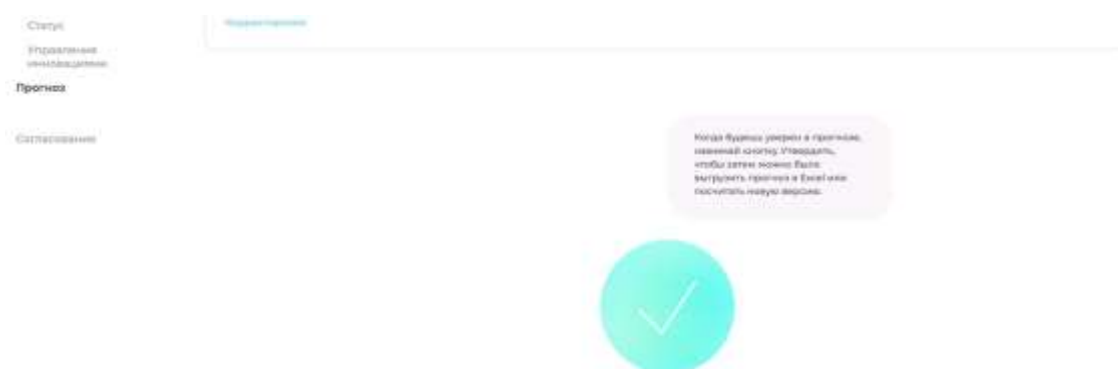 Статус
Управление
инновациями
Прогноз
Согласование
Когда будешь уверен в прогнозе,
нажимай кнопку Утвердить,
чтобы затем можно было
выгрузить прогноз в Excel или
посчитать новую версию.